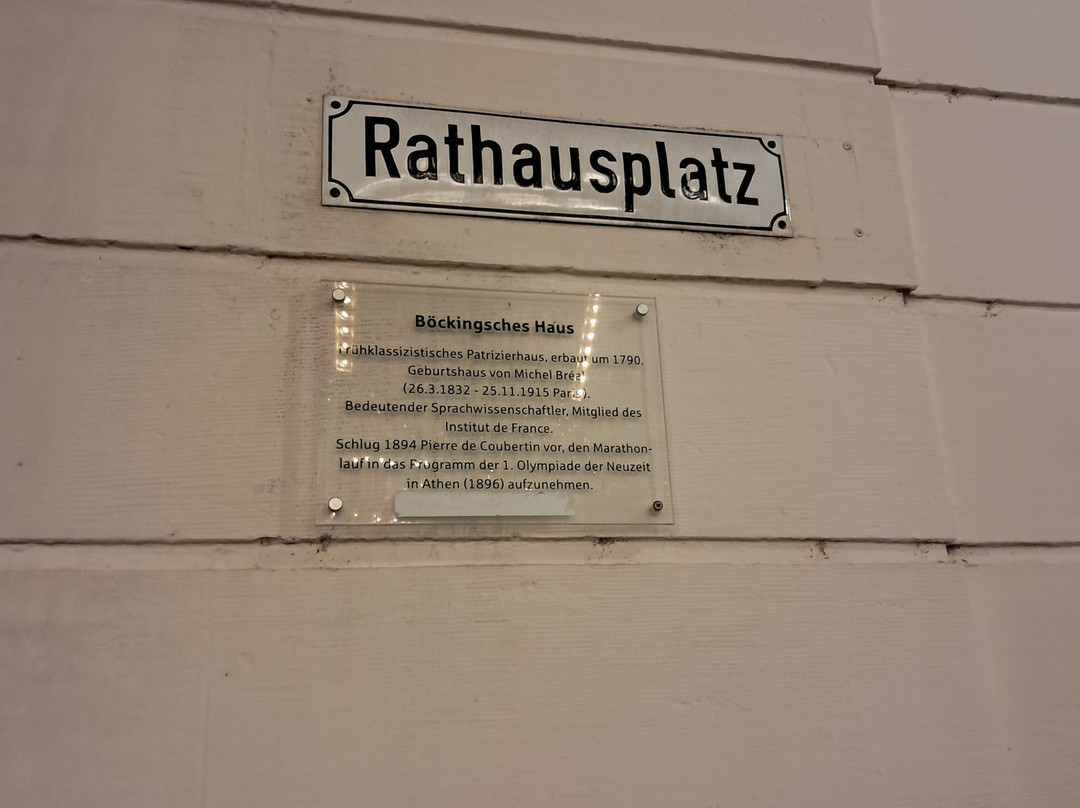 Rathausplatz
Böckingsches Haus
Frühklassizistisches Patrizierhaus, erbaut um 1790.
Geburtshaus von Michel Bréal
(26.3.1832 - 25.11.1915 Paris).
Bedeutender Sprachwissenschaftler, Mitglied des
Institut de France.
Schlug 1894 Pierre de Coubertin vor, den Marathon-
lauf in das Programm der 1. Olympiade der Neuzeit
in Athen (1896) aufzunehmen.